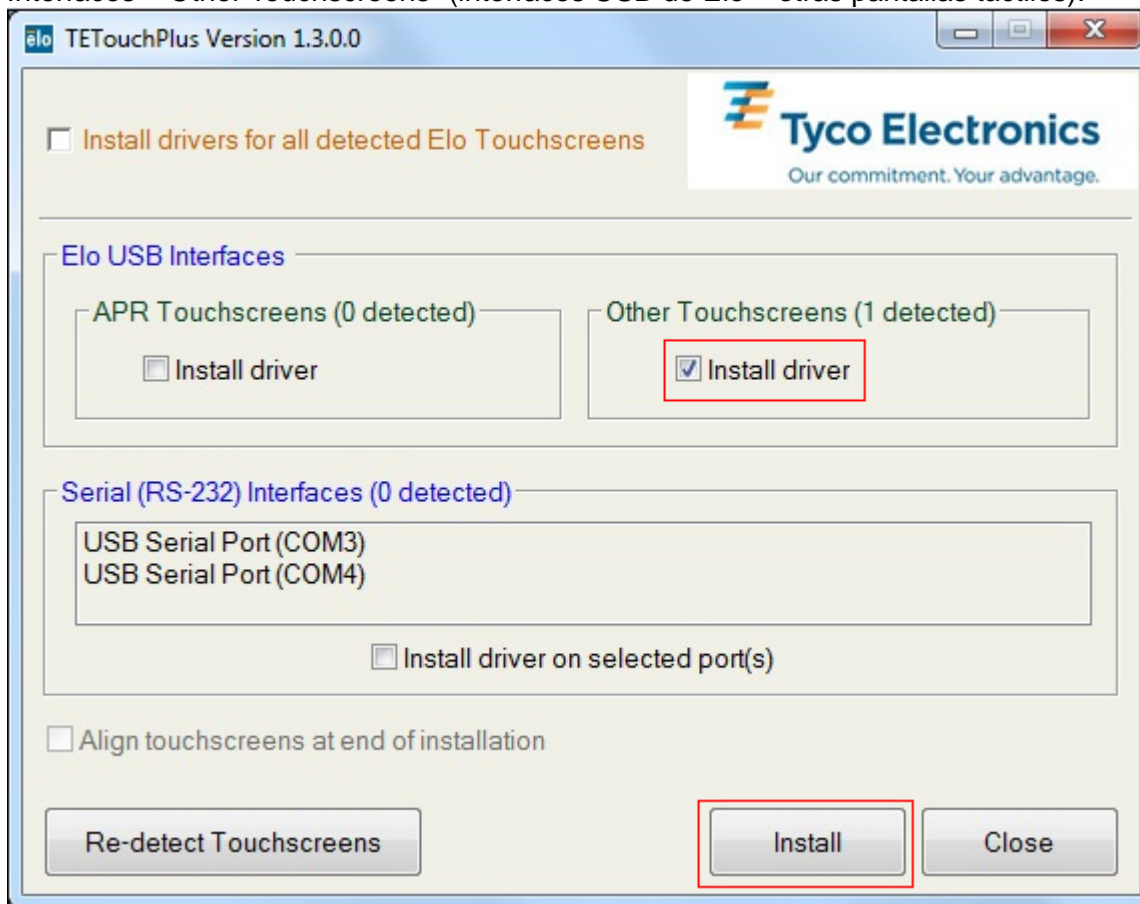 TETouchPlus Version 1.3.0.0
Install drivers for all detected Elo Touchscreens
Tyco Electronics
Our commitment. Your advantage.
Elo USB Interfaces
APR Touchscreens (0 detected)
Other Touchscreens (1 detected)
Install driver
Install driver
Serial (RS-232) Interfaces (0 detected)
USB Serial Port (COM3)
USB Serial Port (COM4)
Install driver on selected port(s)
Align touchscreens at end of installation
Re-detect Touchscreens
Install
Close